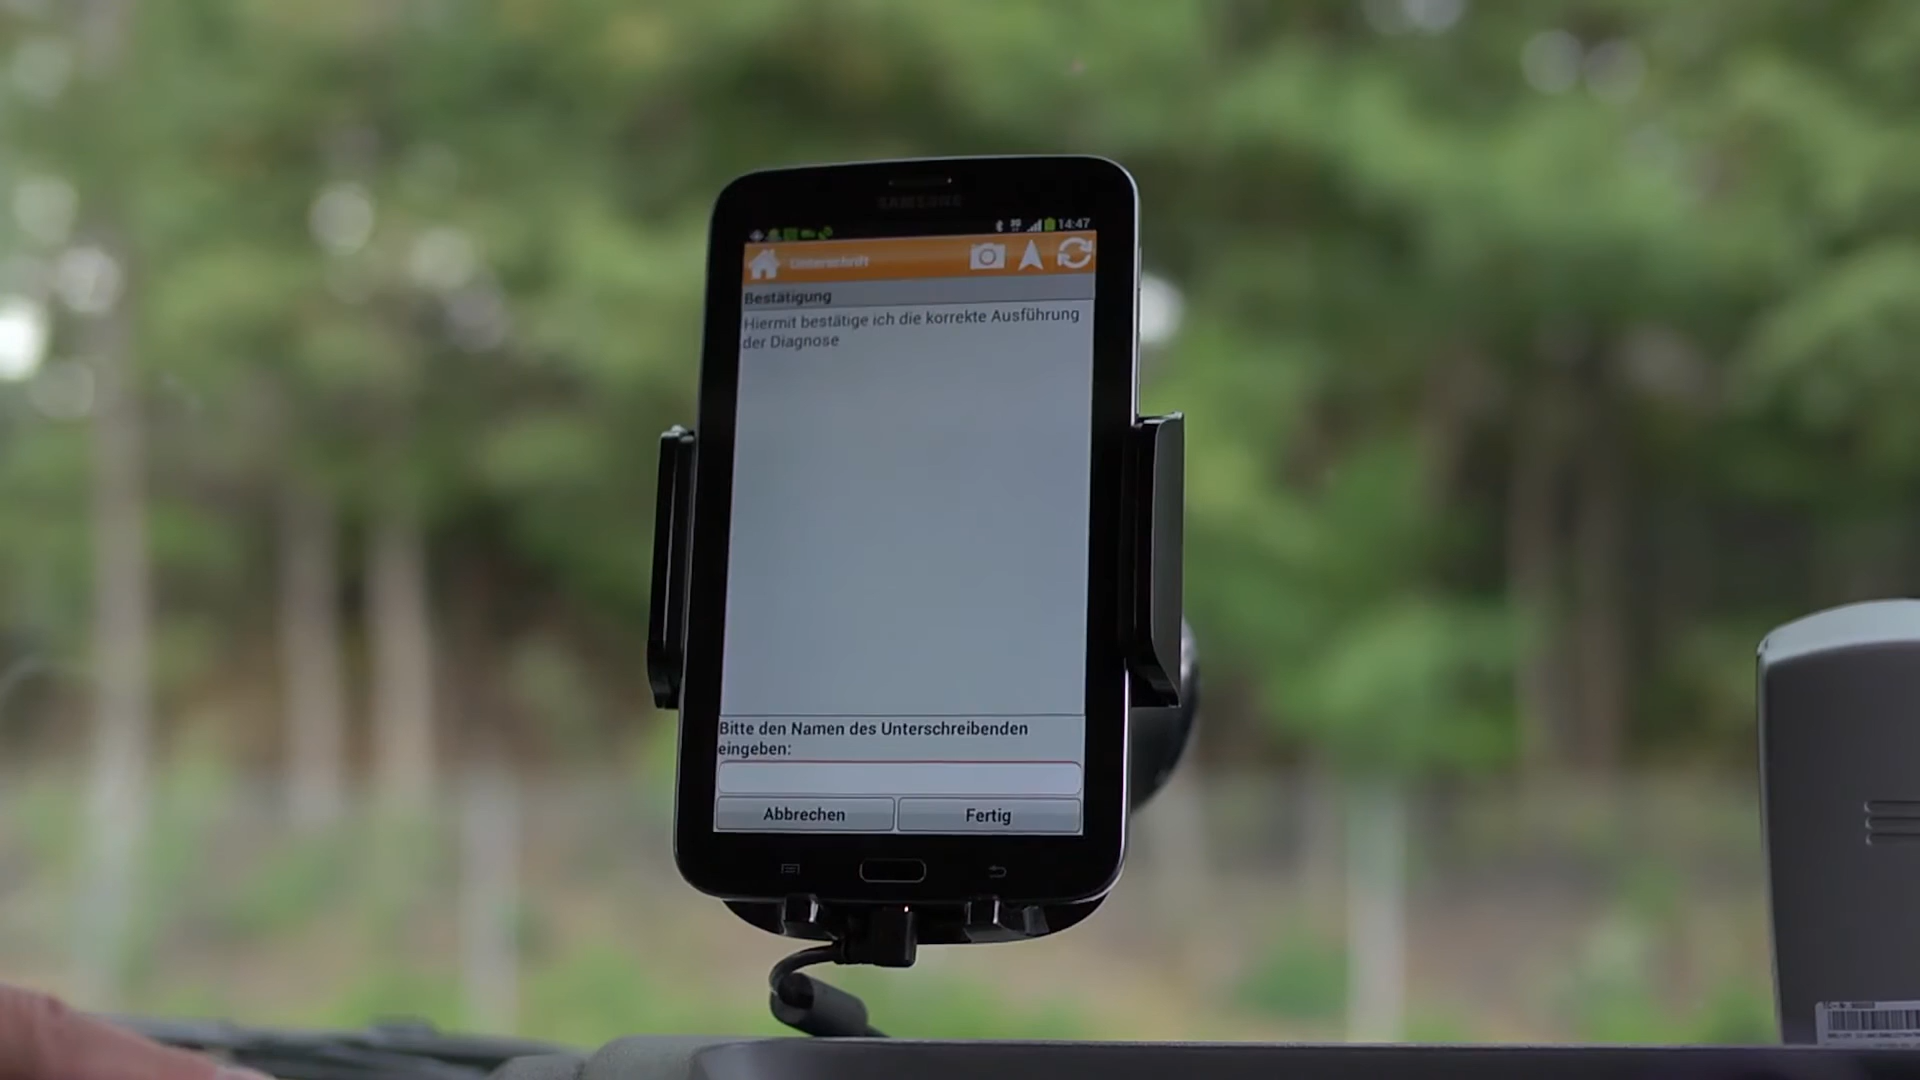 SAMSUNG
14:47
Unterschrift
Bestätigung
Hiermit bestätige ich die korrekte Ausführung
der Diagnose
Bitte den Namen des Unterschreibenden
eingeben:
Abbrechen
Fertig